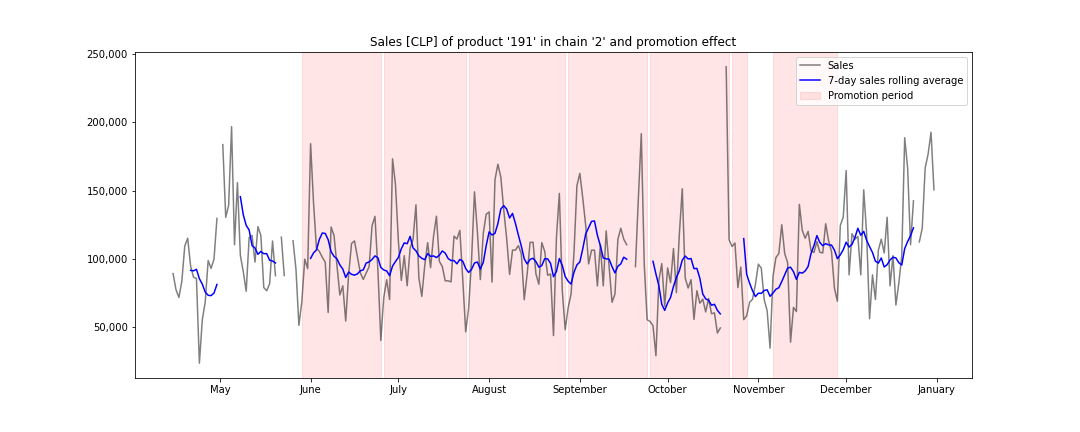 Sales [CLP] of product '191' in chain '2' and promotion effect
250,000
200,000
150,000
100,000
50,000
Sales
7-day sales rolling average
Promotion period
May
June
July
August
September
October
November
December
January